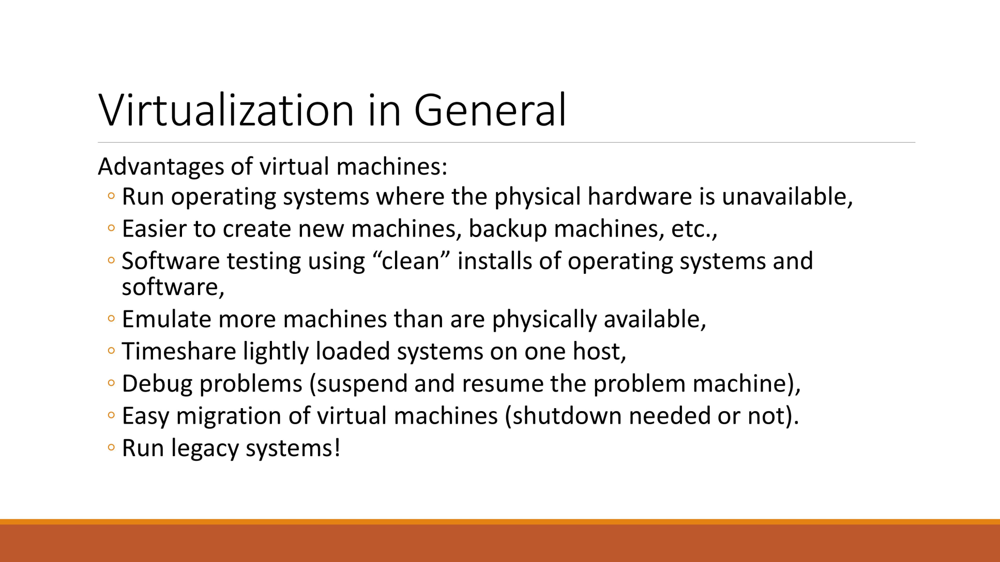 Virtualization in General
Advantages of virtual machines:
◦ Run operating systems where the physical hardware is unavailable,
◦ Easier to create new machines, backup machines, etc.,
◦ Software testing using “clean” installs of operating systems and
software,
◦ Emulate more machines than are physically available,
◦ Timeshare lightly loaded systems on one host,
◦ Debug problems (suspend and resume the problem machine),
◦ Easy migration of virtual machines (shutdown needed or not).
◦ Run legacy systems!